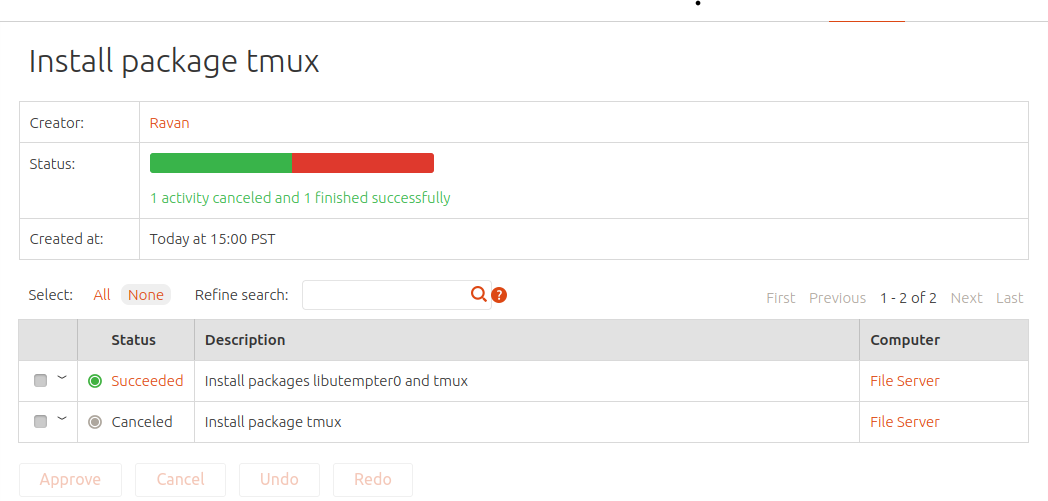 Install package tmux
Creator: Ravan
Status:
1 activity canceled and 1 finished successfully
Created at: Today at 15:00 PST
Select: All None Refine search: ? First Previous 1 - 2 of 2 Next Last
Status Description Computer
Succeeded Install packages libutempter0 and tmux File Server
Canceled Install package tmux File Server
Approve Cancel Undo Redo